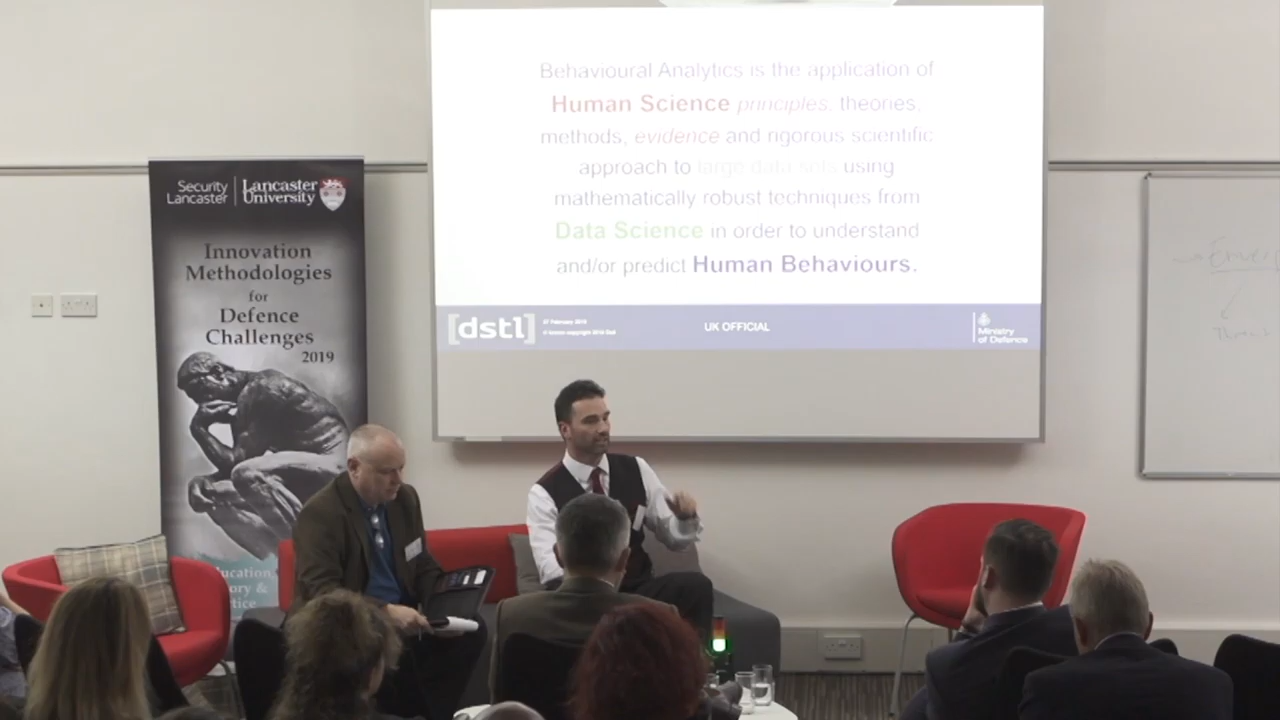 Behavioural Analytics is the application of
Human Science principles, theories,
methods, evidence and rigorous scientific
approach to large data sets using
mathematically robust techniques from
Data Science in order to understand
and/or predict Human Behaviours.
[dstl]
UK OFFICIAL
Ministry
of Defence
Security
Lancaster
Lancaster
University
Innovation
Methodologies
for
Defence
Challenges
2019